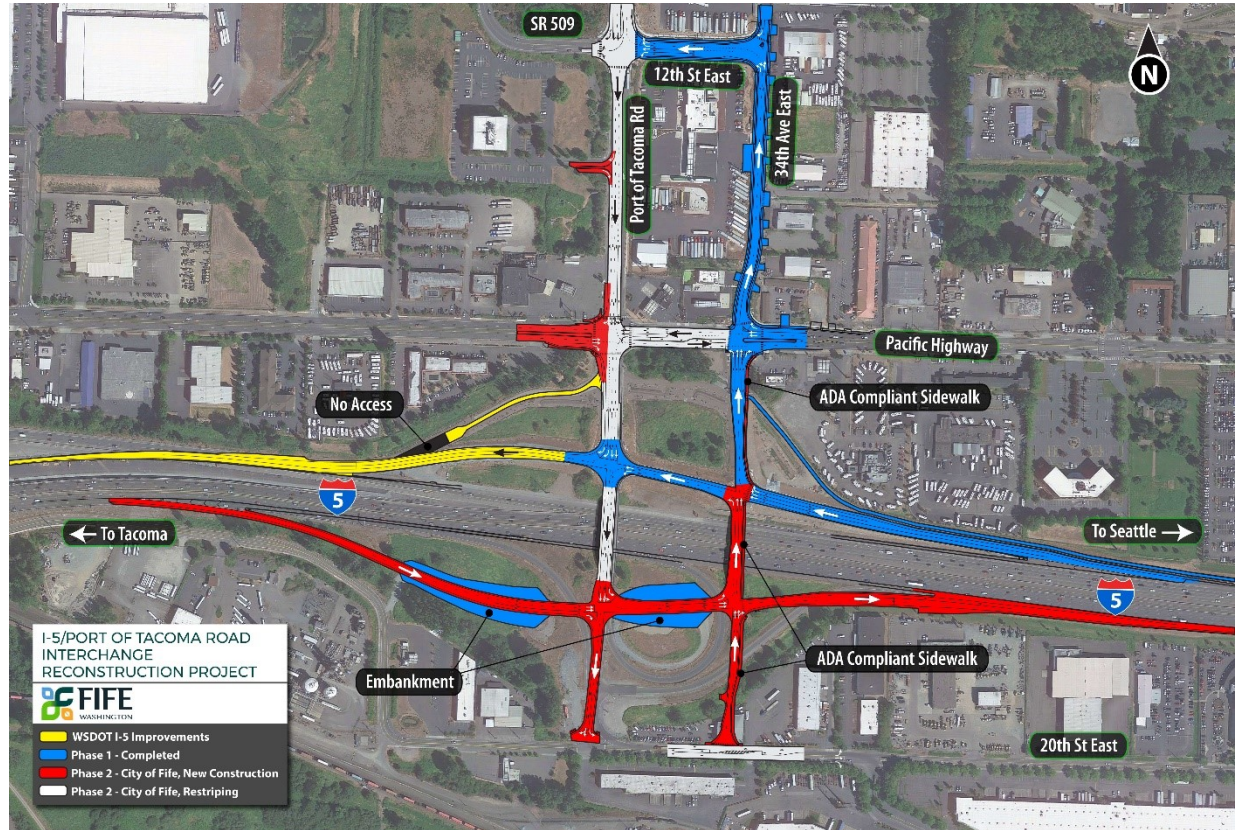 SR 509
N
12th St East
Port of Tacoma Rd
34th Ave East
Pacific Highway
No Access
ADA Compliant Sidewalk
5
To Tacoma
To Seattle
5
Embankment
ADA Compliant Sidewalk
20th St East
I-5/PORT OF TACOMA ROAD
INTERCHANGE
RECONSTRUCTION PROJECT
FIFE
WASHINGTON
WSDOT I-5 Improvements
Phase 1 - Completed
Phase 2 - City of Fife, New Construction
Phase 2 - City of Fife, Restriping